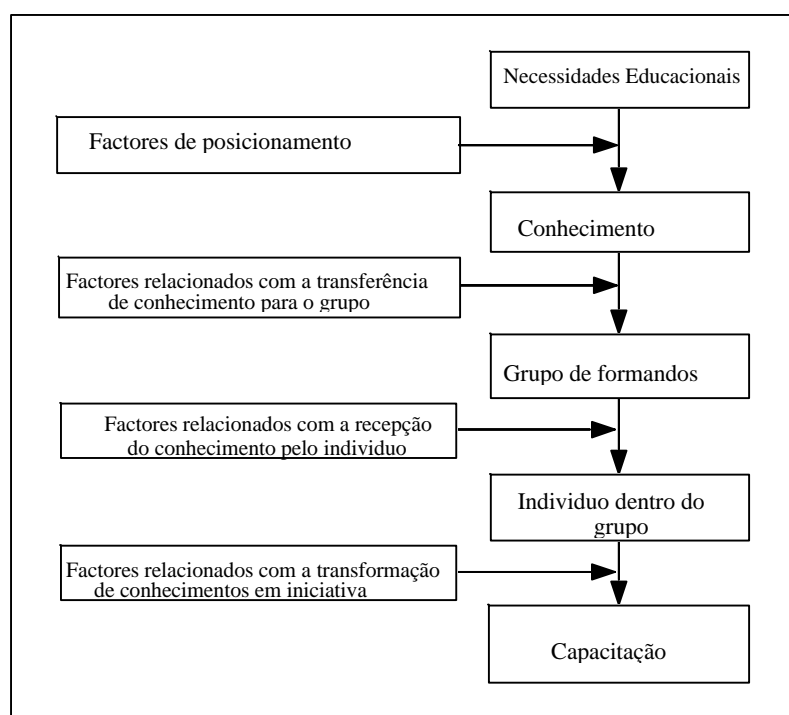 Necessidades Educacionais
Factores de posicionamento
Conhecimento
Factores relacionados com a transferência
de conhecimento para o grupo
Grupo de formandos
Factores relacionados com a recepção
do conhecimento pelo individuo
Individuo dentro do
grupo
Factores relacionados com a transformação
de conhecimentos em iniciativa
Capacitação